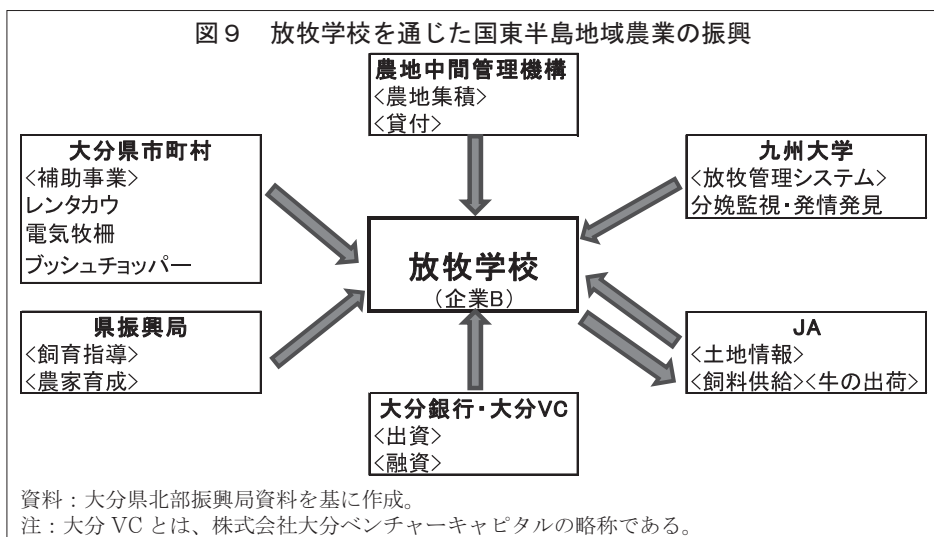 図９　放牧学校を通じた国東半島地域農業の振興
農地中間管理機構
<農地集積>
<貸付>
大分県市町村
<補助事業>
レンタカウ
電気牧柵
ブッシュチョッパー
九州大学
<放牧管理システム>
分娩監視・発情発見
放牧学校
（企業B）
県振興局
<飼育指導>
<農家育成>
JA
<土地情報>
<飼料供給><牛の出荷>
大分銀行・大分VC
<出資>
<融資>
資料：大分県北部振興局資料を基に作成。
注：大分 VC とは、株式会社大分ベンチャーキャピタルの略称である。